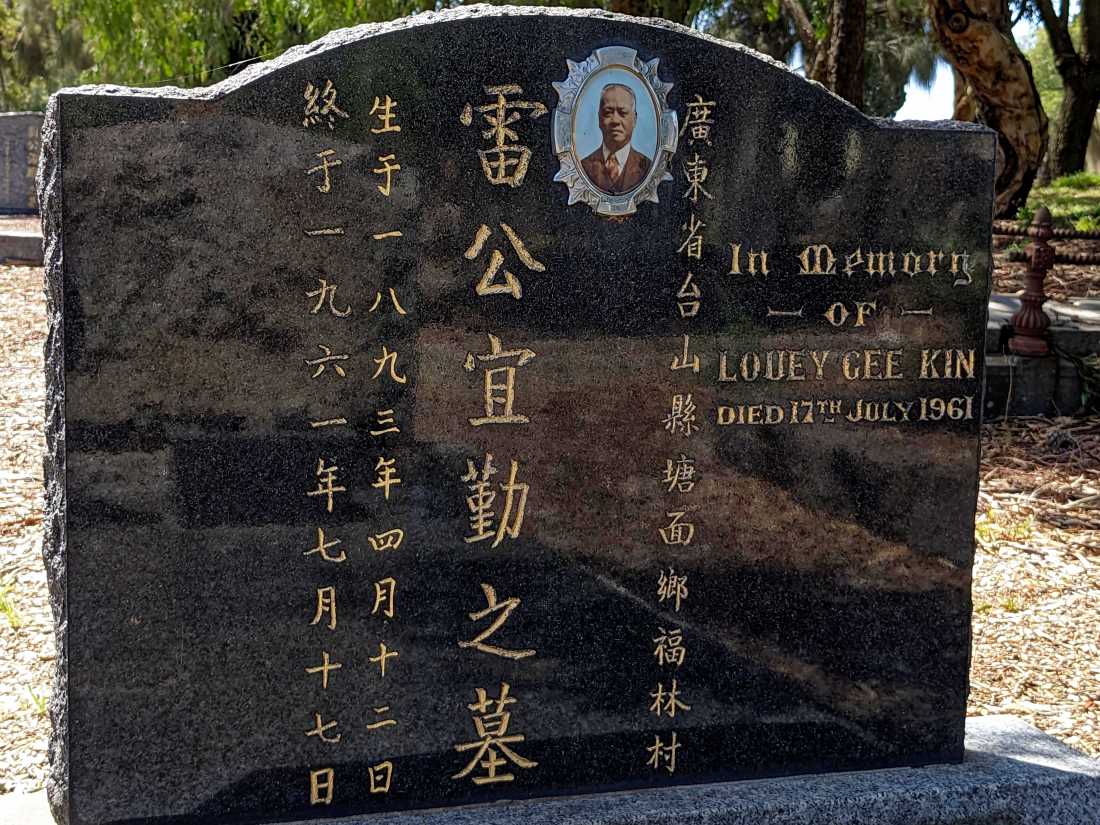 廣東省台山縣塘面鄉福林村
雷公宜勤之墓
生于一八九三年四月十二日
終于一九六一年七月十七日
In Memory
— OF —
LOUEY GEE KIN
DIED 17TH JULY 1961